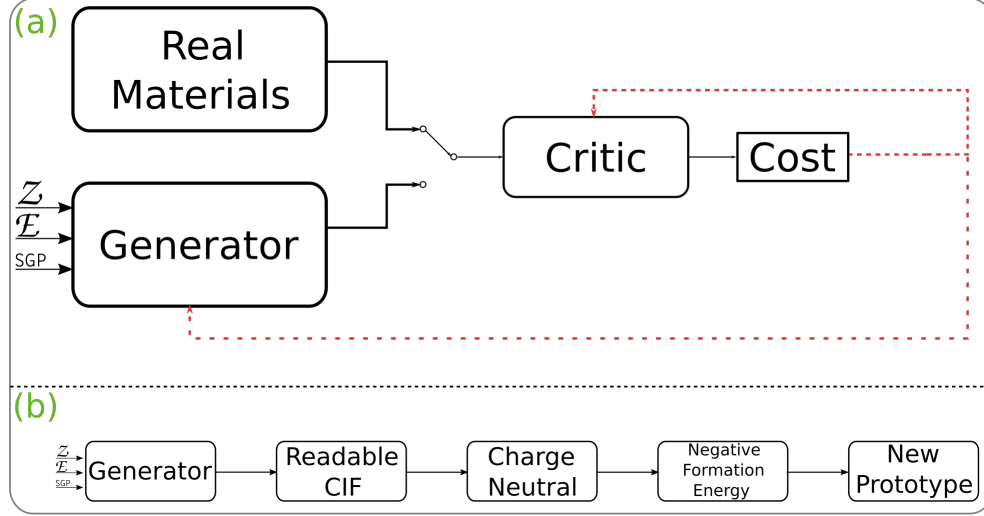 (a)
Real
Materials
Z
E
SGP
Generator
Critic
Cost
(b)
Z
E
SGP
Generator
Readable
CIF
Charge
Neutral
Negative
Formation
Energy
New
Prototype